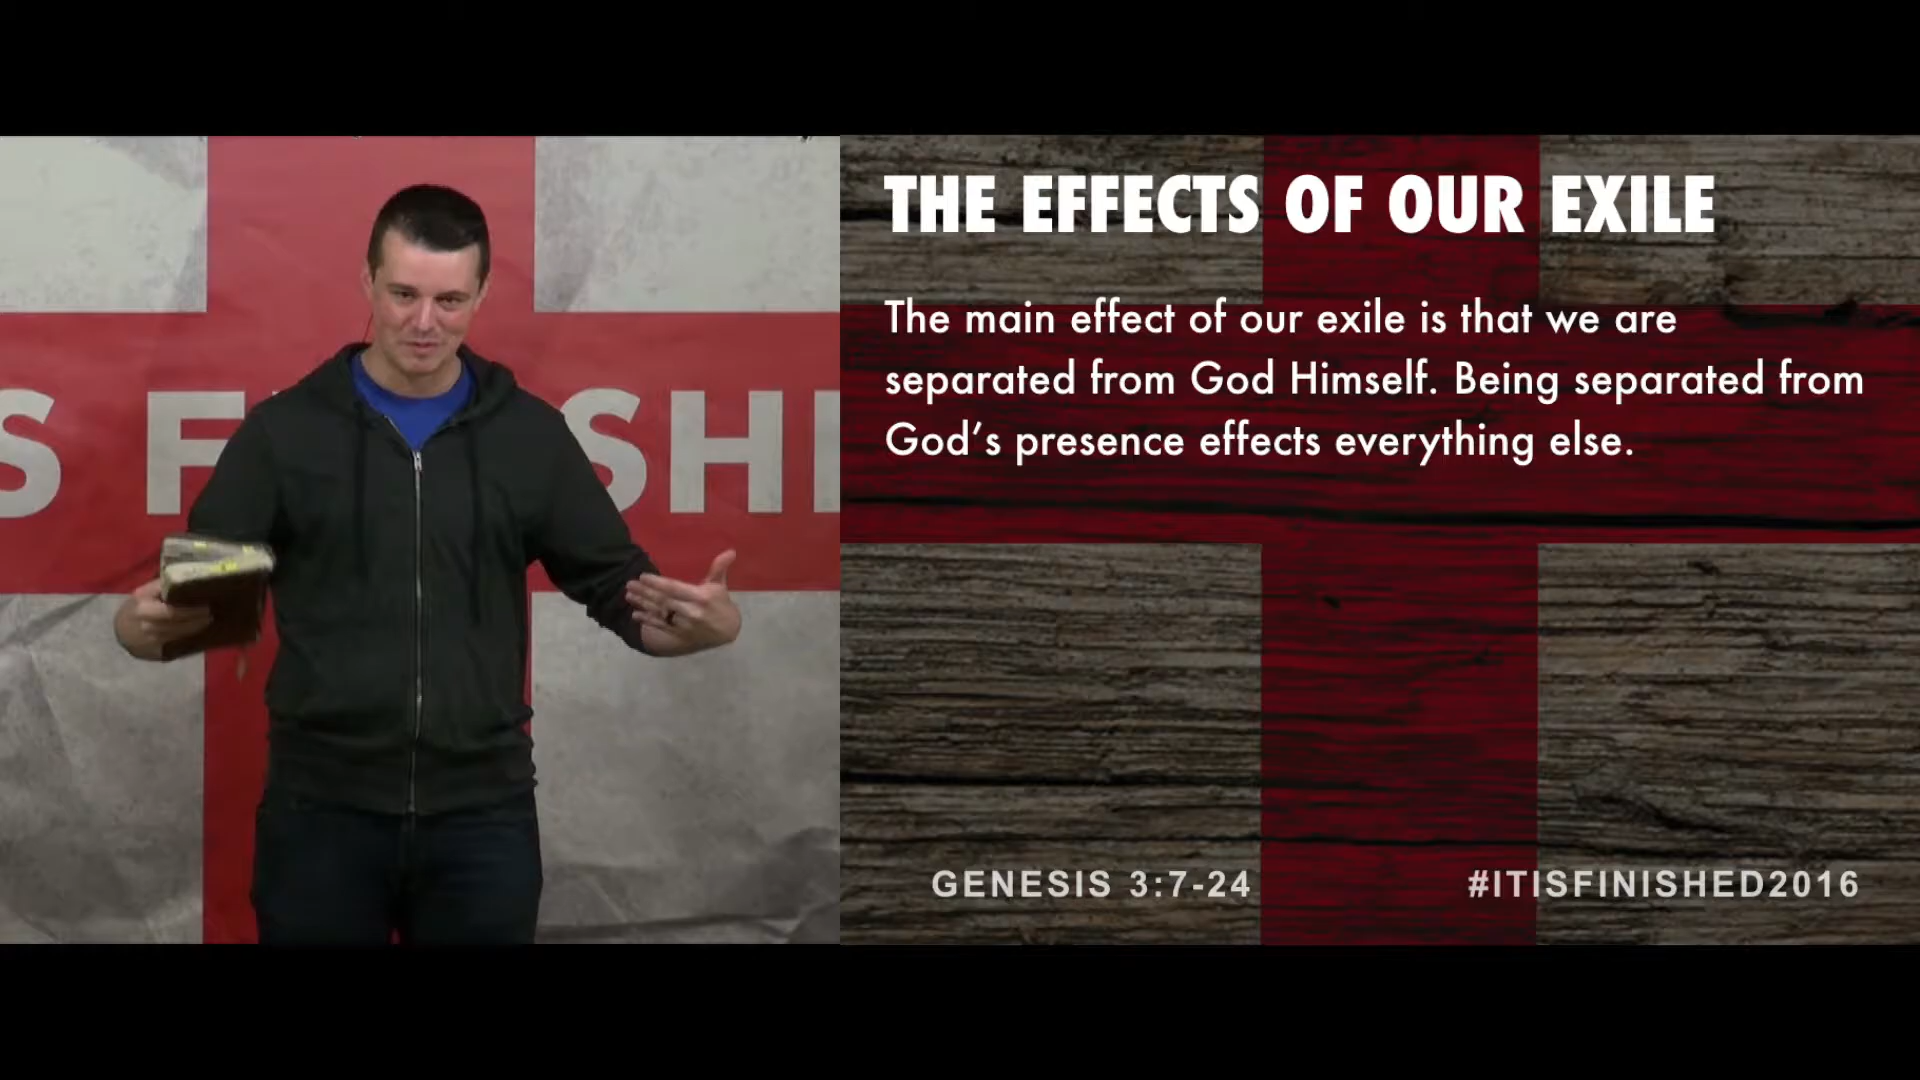 S F SHI
THE EFFECTS OF OUR EXILE
The main effect of our exile is that we are
separated from God Himself. Being separated from
God’s presence effects everything else.
GENESIS 3:7-24
#ITISFINISHED2016